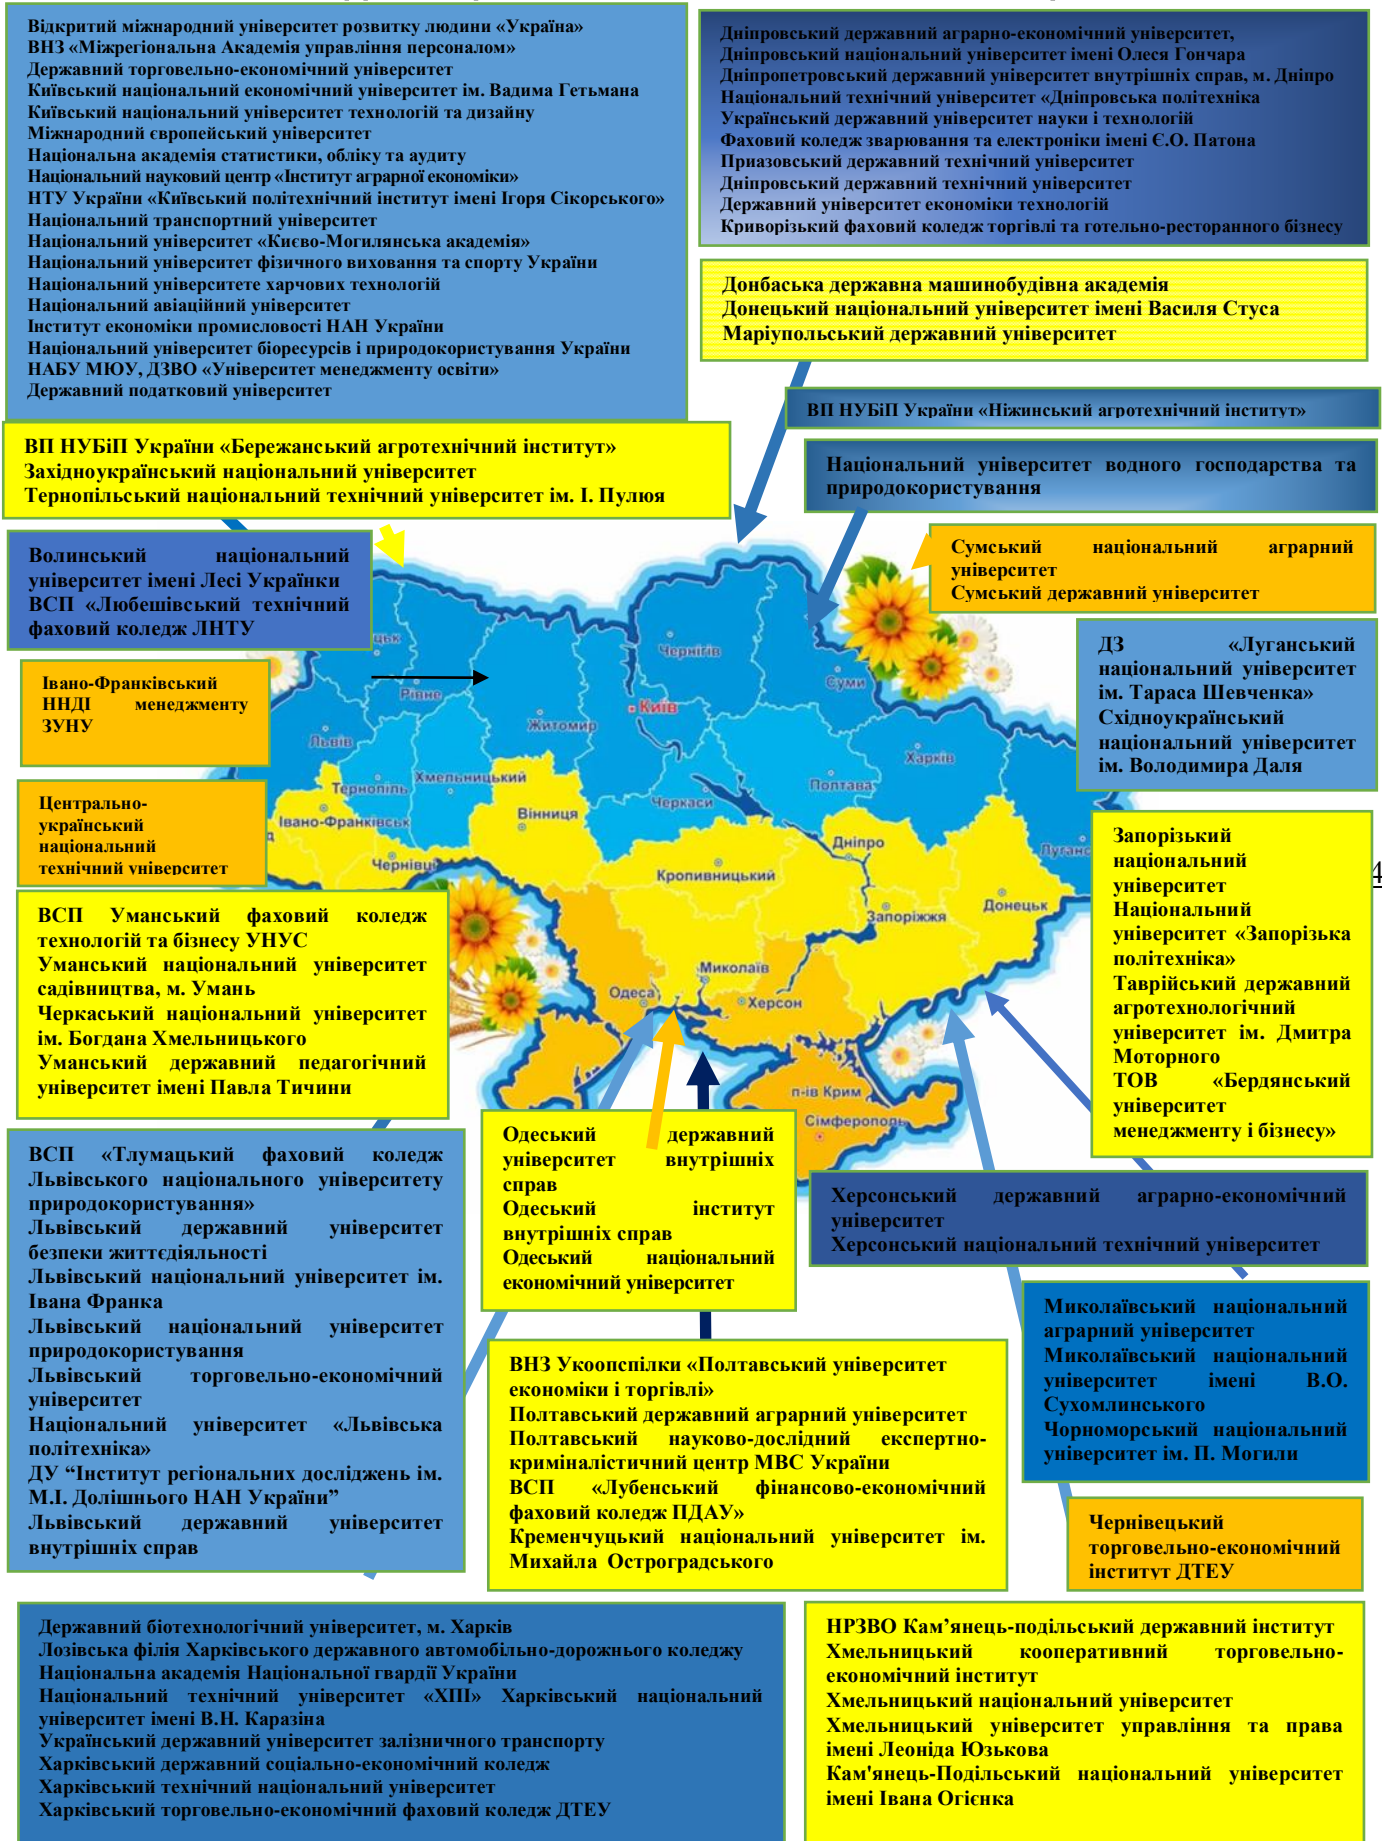 Відкритий міжнародний університет розвитку людини «Україна»
ВНЗ «Міжрегіональна Академія управління персоналом»
Державний торговельно-економічний університет
Київський національний економічний університет ім. Вадима Гетьмана
Київський національний університет технологій та дизайну
Міжнародний європейський університет
Національна академія статистики, обліку та аудиту
Національний науковий центр «Інститут аграрної економіки»
НТУ України «Київський політехнічний інститут імені Ігоря Сікорського»
Національний транспортний університет
Національний університет «Києво-Могилянська академія»
Національний університет фізичного виховання та спорту України
Національний університете харчових технологій
Національний авіаційний університет
Інститут економіки промисловості НАН України
Національний університет біоресурсів і природокористування України
НАБУ МЮУ, ДЗВО «Університет менеджменту освіти»
Державний податковий університет
Дніпровський державний аграрно-економічний університет,
Дніпровський національний університет імені Олеся Гончара
Дніпропетровський державний університет внутрішніх справ, м. Дніпро
Національний технічний університет «Дніпровська політехніка
Український державний університет науки і технологій
Фаховий коледж зварювання та електроніки імені Є.О. Патона
Приазовський державний технічний університет
Дніпровський державний технічний університет
Державний університет економіки технологій
Криворізький фаховий коледж торгівлі та готельно-ресторанного бізнесу
Донбаська державна машинобудівна академія
Донецький національний університет імені Василя Стуса
Маріупольський державний університет
ВП НУБіП України «Ніжинський агротехнічний інститут»
ВП НУБіП України «Бережанський агротехнічний інститут»
Західноукраїнський національний університет
Тернопільський національний технічний університет ім. І. Пулюя
Національний університет водного господарства та
природокористування
Волинський національний
університет імені Лесі Українки
ВСП «Любешівський технічний
фаховий коледж ЛНТУ
Сумський національний аграрний
університет
Сумський державний університет
ДЗ «Луганський
національний університет
ім. Тараса Шевченка»
Східноукраїнський
національний університет
ім. Володимира Даля
Івано-Франківський
ННДІ менеджменту
ЗУНУ
Центрально-
український
національний
технічний університет
Рівне
Чернігів
Суми
Київ
Житомир
Львів
Харків
Тернопіль
Хмельницький
Полтава
Черкаси
Вінниця
Івано-Франківськ
Дніпро
Чернівці
Кропивницький
Донецьк
Запоріжжя
Миколаїв
Одеса
Херсон
п-ів Крим
Сімферополь
4
Запорізький
національний
університет
Національний
університет «Запорізька
політехніка»
Таврійський державний
агротехнологічний
університет ім. Дмитра
Моторного
ТОВ «Бердянський
університет
менеджменту і бізнесу»
ВСП Уманський фаховий коледж
технологій та бізнесу УНУС
Уманський національний університет
садівництва, м. Умань
Черкаський національний університет
ім. Богдана Хмельницького
Уманський державний педагогічний
університет імені Павла Тичини
ВСП «Тлумацький фаховий коледж
Львівського національного університету
природокористування»
Львівський державний університет
безпеки життєдіяльності
Львівський національний університет ім.
Івана Франка
Львівський національний університет
природокористування
Львівський торговельно-економічний
університет
Національний університет «Львівська
політехніка»
ДУ “Інститут регіональних досліджень ім.
М.І. Долішнього НАН України”
Львівський державний університет
внутрішніх справ
Одеський державний
університет внутрішніх
справ
Одеський інститут
внутрішніх справ
Одеський національний
економічний університет
Херсонський державний аграрно-економічний
університет
Херсонський національний технічний університет
Миколаївський національний
аграрний університет
Миколаївський національний
університет імені В.О.
Сухомлинського
Чорноморський національний
університет ім. П. Могили
ВНЗ Укоопспілки «Полтавський університет
економіки і торгівлі»
Полтавський державний аграрний університет
Полтавський науково-дослідний експертно-
криміналістичний центр МВС України
ВСП «Лубенський фінансово-економічний
фаховий коледж ПДАУ»
Кременчуцький національний університет ім.
Михайла Остроградського
Чернівецький
торговельно-економічний
інститут ДТЕУ
Державний біотехнологічний університет, м. Харків
Лозівська філія Харківського державного автомобільно-дорожнього коледжу
Національна академія Національної гвардії України
Національний технічний університет «ХПІ» Харківський національний
університет імені В.Н. Каразіна
Український державний університет залізничного транспорту
Харківський державний соціально-економічний коледж
Харківський технічний національний університет
Харківський торговельно-економічний фаховий коледж ДТЕУ
НРЗВО Кам’янець-подільський державний інститут
Хмельницький кооперативний торговельно-
економічний інститут
Хмельницький національний університет
Хмельницький університет управління та права
імені Леоніда Юзькова
Кам'янець-Подільський національний університет
імені Івана Огієнка